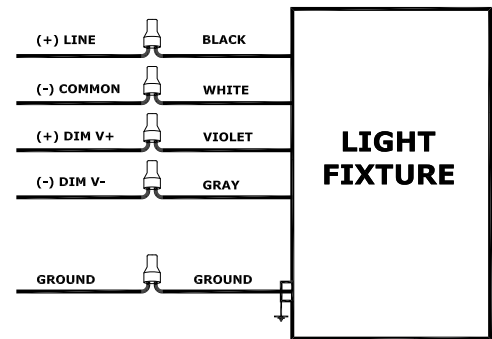 (+) LINE BLACK
(-) COMMON WHITE
(+) DIM V+ VIOLET
(-) DIM V- GRAY
GROUND GROUND
LIGHT
FIXTURE